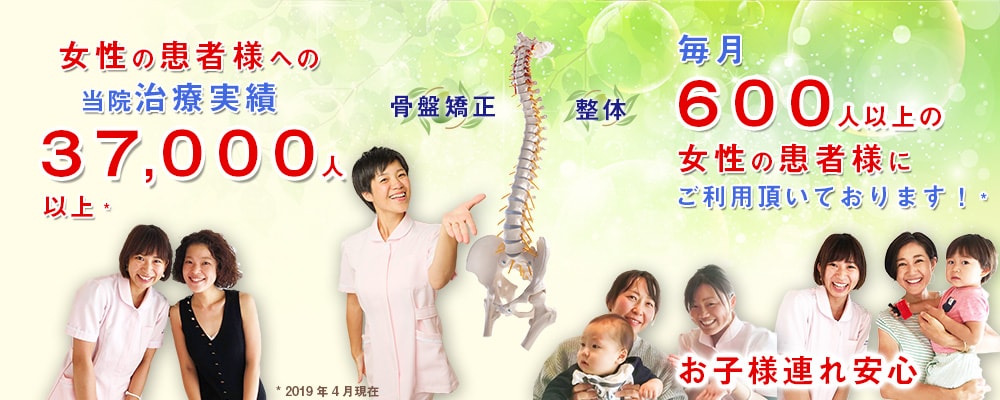 女性の患者様への
当院治療実績
37,000人
以上*
骨盤矯正
整体
毎月
600人以上の
女性の患者様に
ご利用頂いております！*
お子様連れ安心
* 2019年4月現在